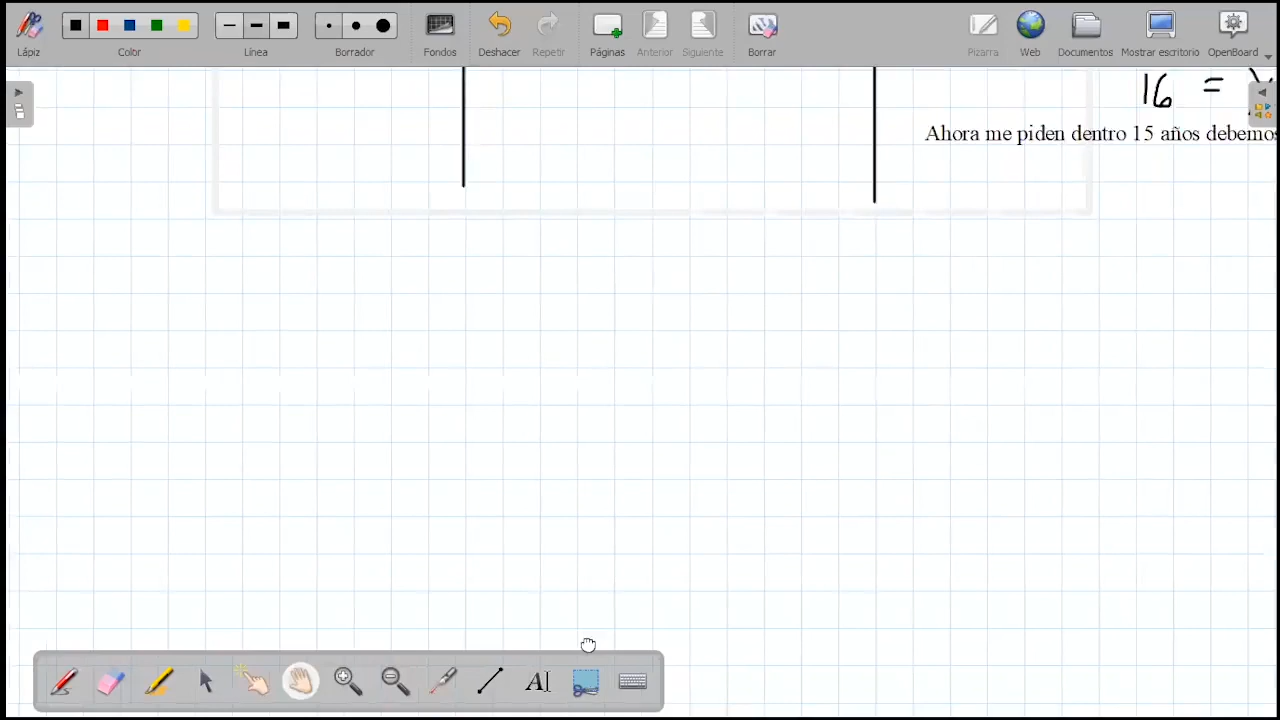 Lápiz Color Línea Borrador Fondos Deshacer Repetir Páginas Anterior Siguiente Borrar Pizarra Web Documentos Mostrar escritorio OpenBoard
16 =
Ahora me piden dentro 15 años debemos
A